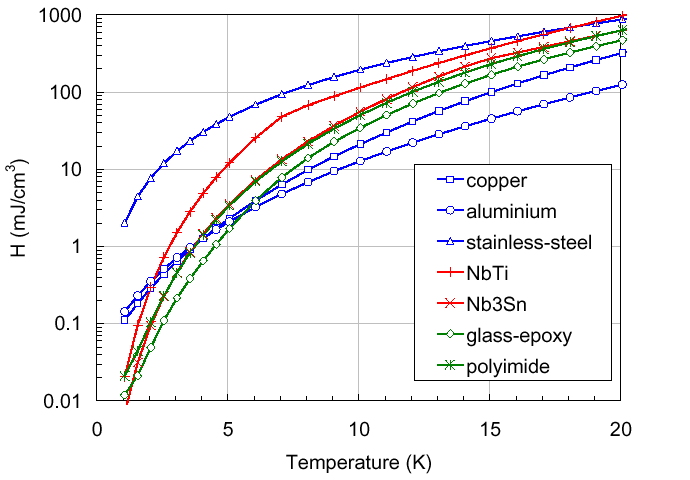 1000
100
10
1
0.1
0.01
H (mJ/cm³)
copper
aluminium
stainless-steel
NbTi
Nb3Sn
glass-epoxy
polyimide
0 5 10 15 20
Temperature (K)